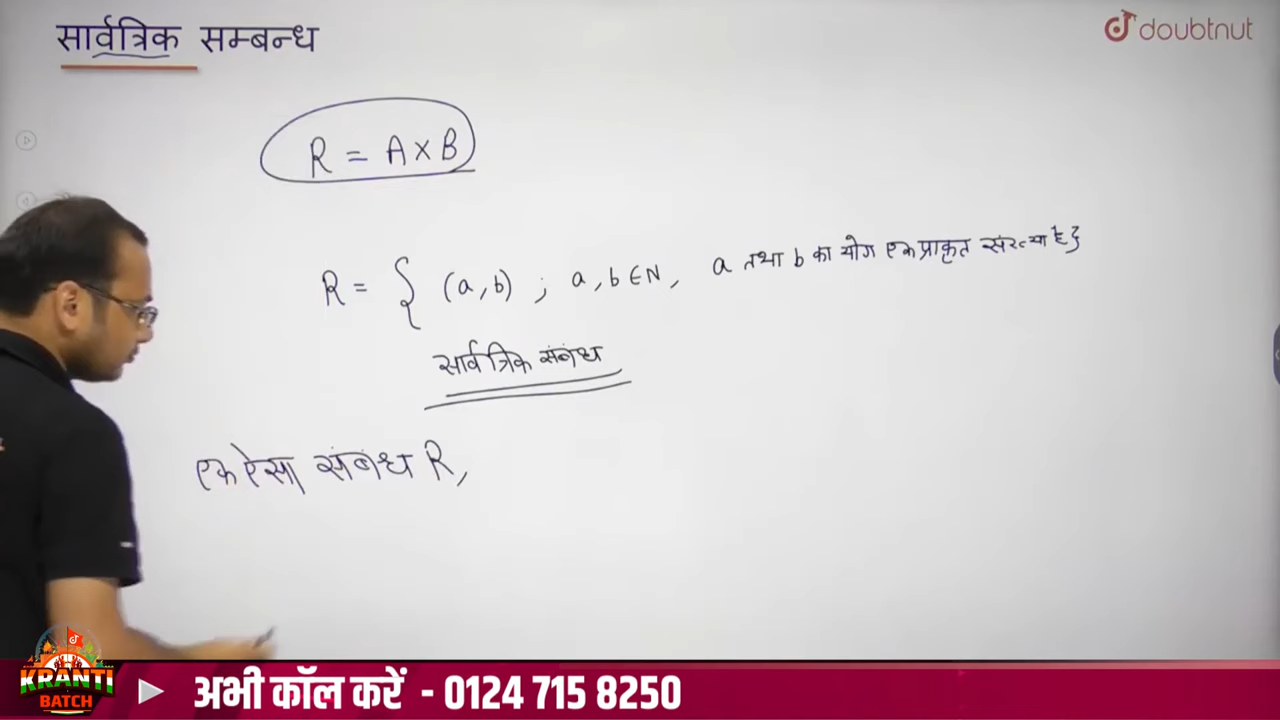 सार्वत्रिक सम्बन्ध
doubtnut
R = A×B
R = { (a, b) ; a, b ∈ N, a तथा b का योग एक प्राकृत संख्या है }
सार्वत्रिक संबंध
एक ऐसा संबंध R,
KRANTI
BATCH
अभी कॉल करें - 0124 715 8250